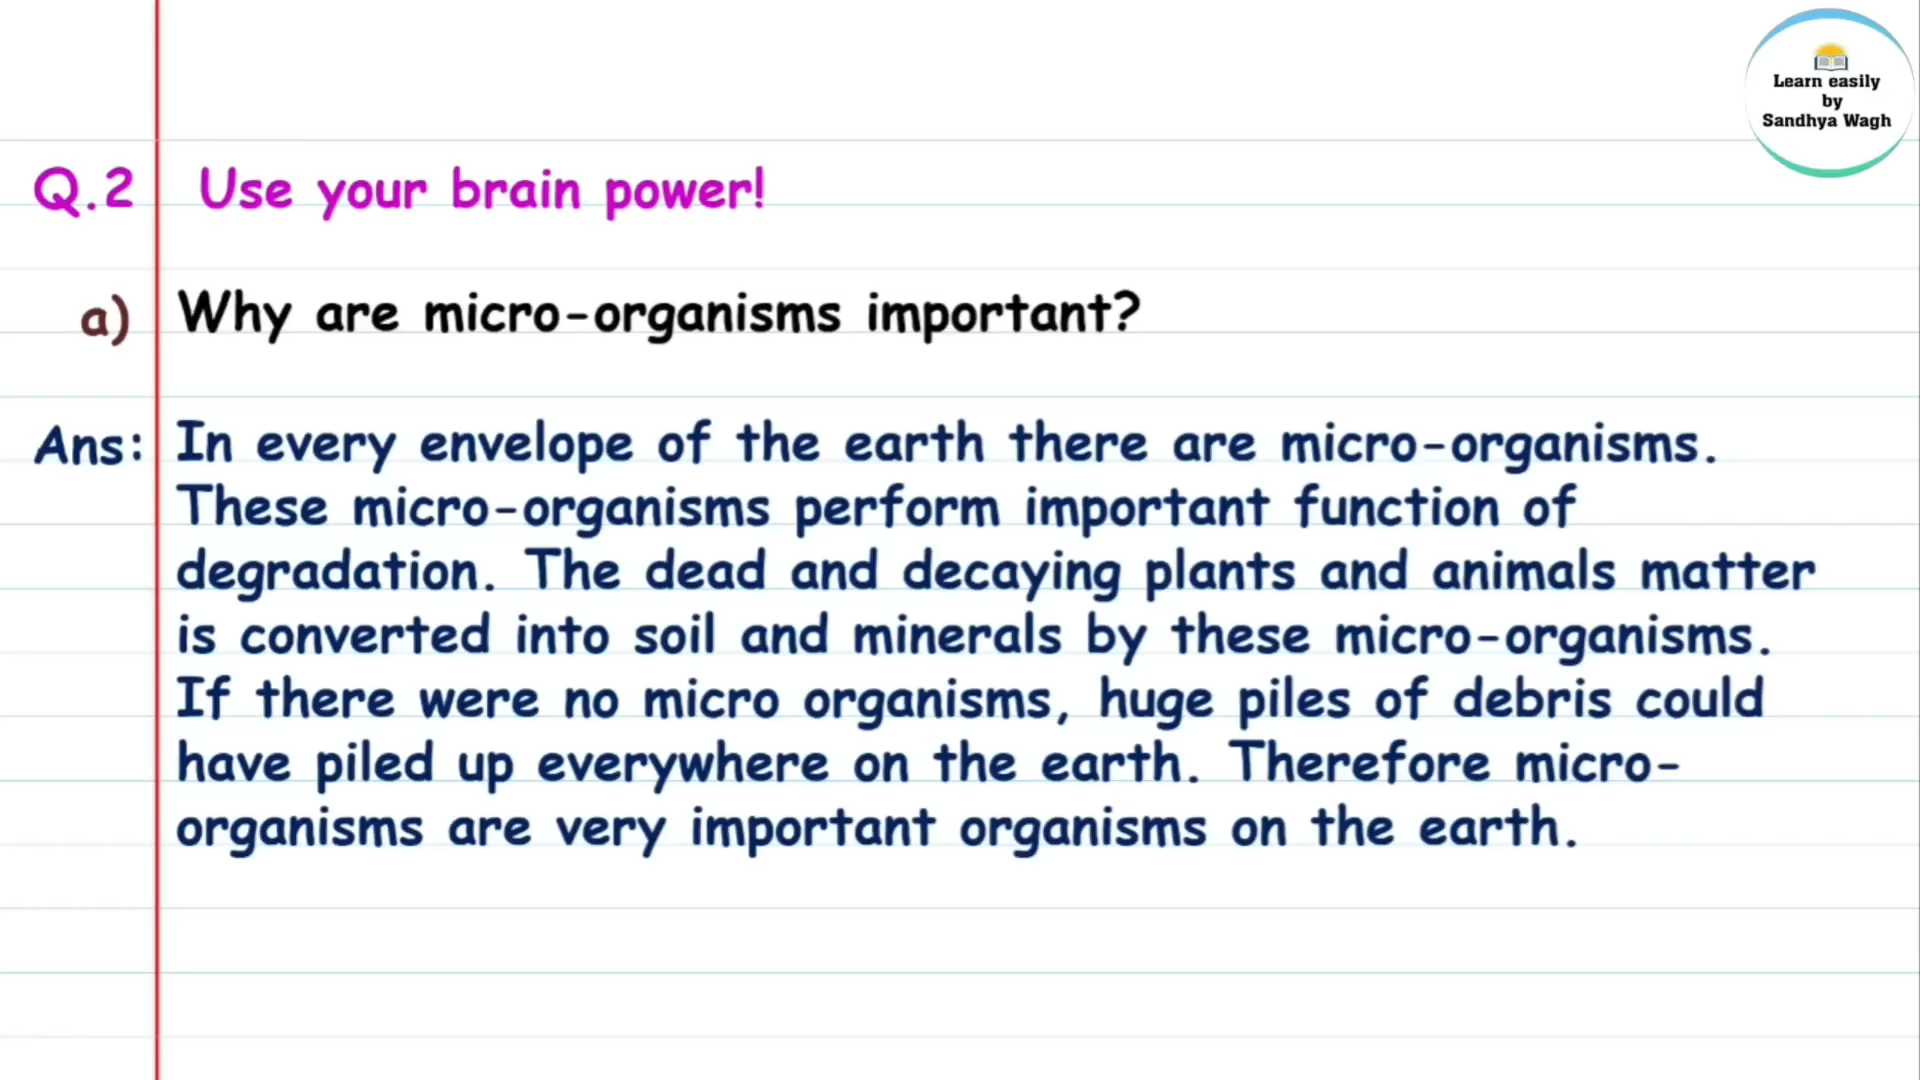 Learn easily
by
Sandhya Wagh
Q.2 Use your brain power!
a) Why are micro-organisms important?
Ans: In every envelope of the earth there are micro-organisms.
These micro-organisms perform important function of
degradation. The dead and decaying plants and animals matter
is converted into soil and minerals by these micro-organisms.
If there were no micro organisms, huge piles of debris could
have piled up everywhere on the earth. Therefore micro-
organisms are very important organisms on the earth.